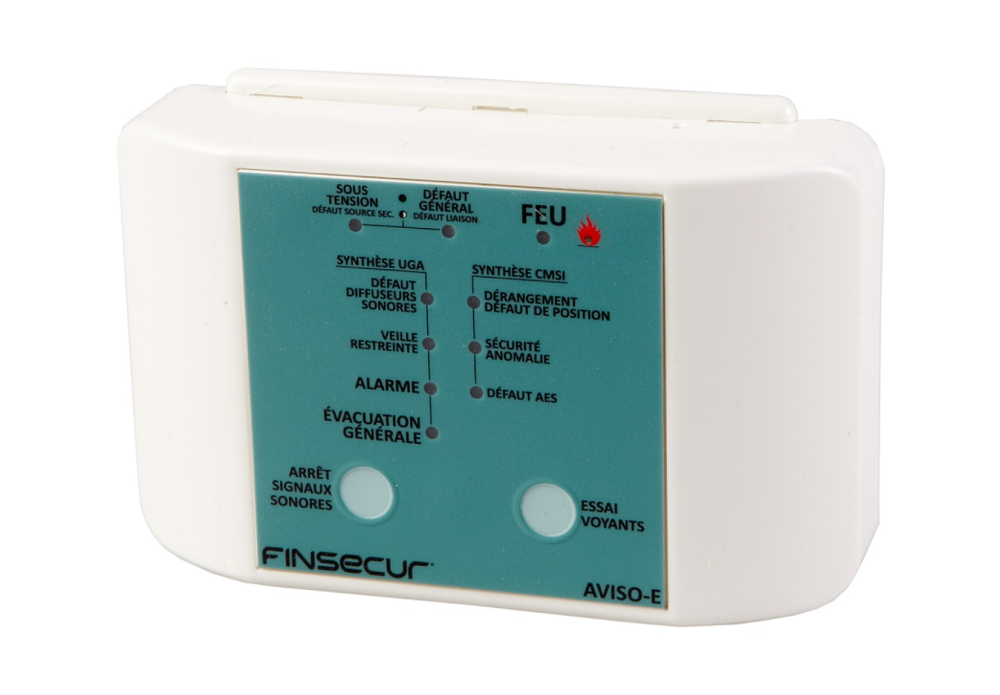 SOUS
TENSION
DÉFAUT SOURCE SEC.
DÉFAUT
GÉNÉRAL
DÉFAUT LIAISON
FEU
SYNTHÈSE UGA
DÉFAUT
DIFFUSEURS
SONORES
VEILLE
RESTREINTE
ALARME
ÉVACUATION
GÉNÉRALE
SYNTHÈSE CMSI
DÉRANGEMENT
DÉFAUT DE POSITION
SÉCURITÉ
ANOMALIE
DÉFAUT AES
ARRÊT
SIGNAUX
SONORES
ESSAI
VOYANTS
FINSECUR
AVISO-E